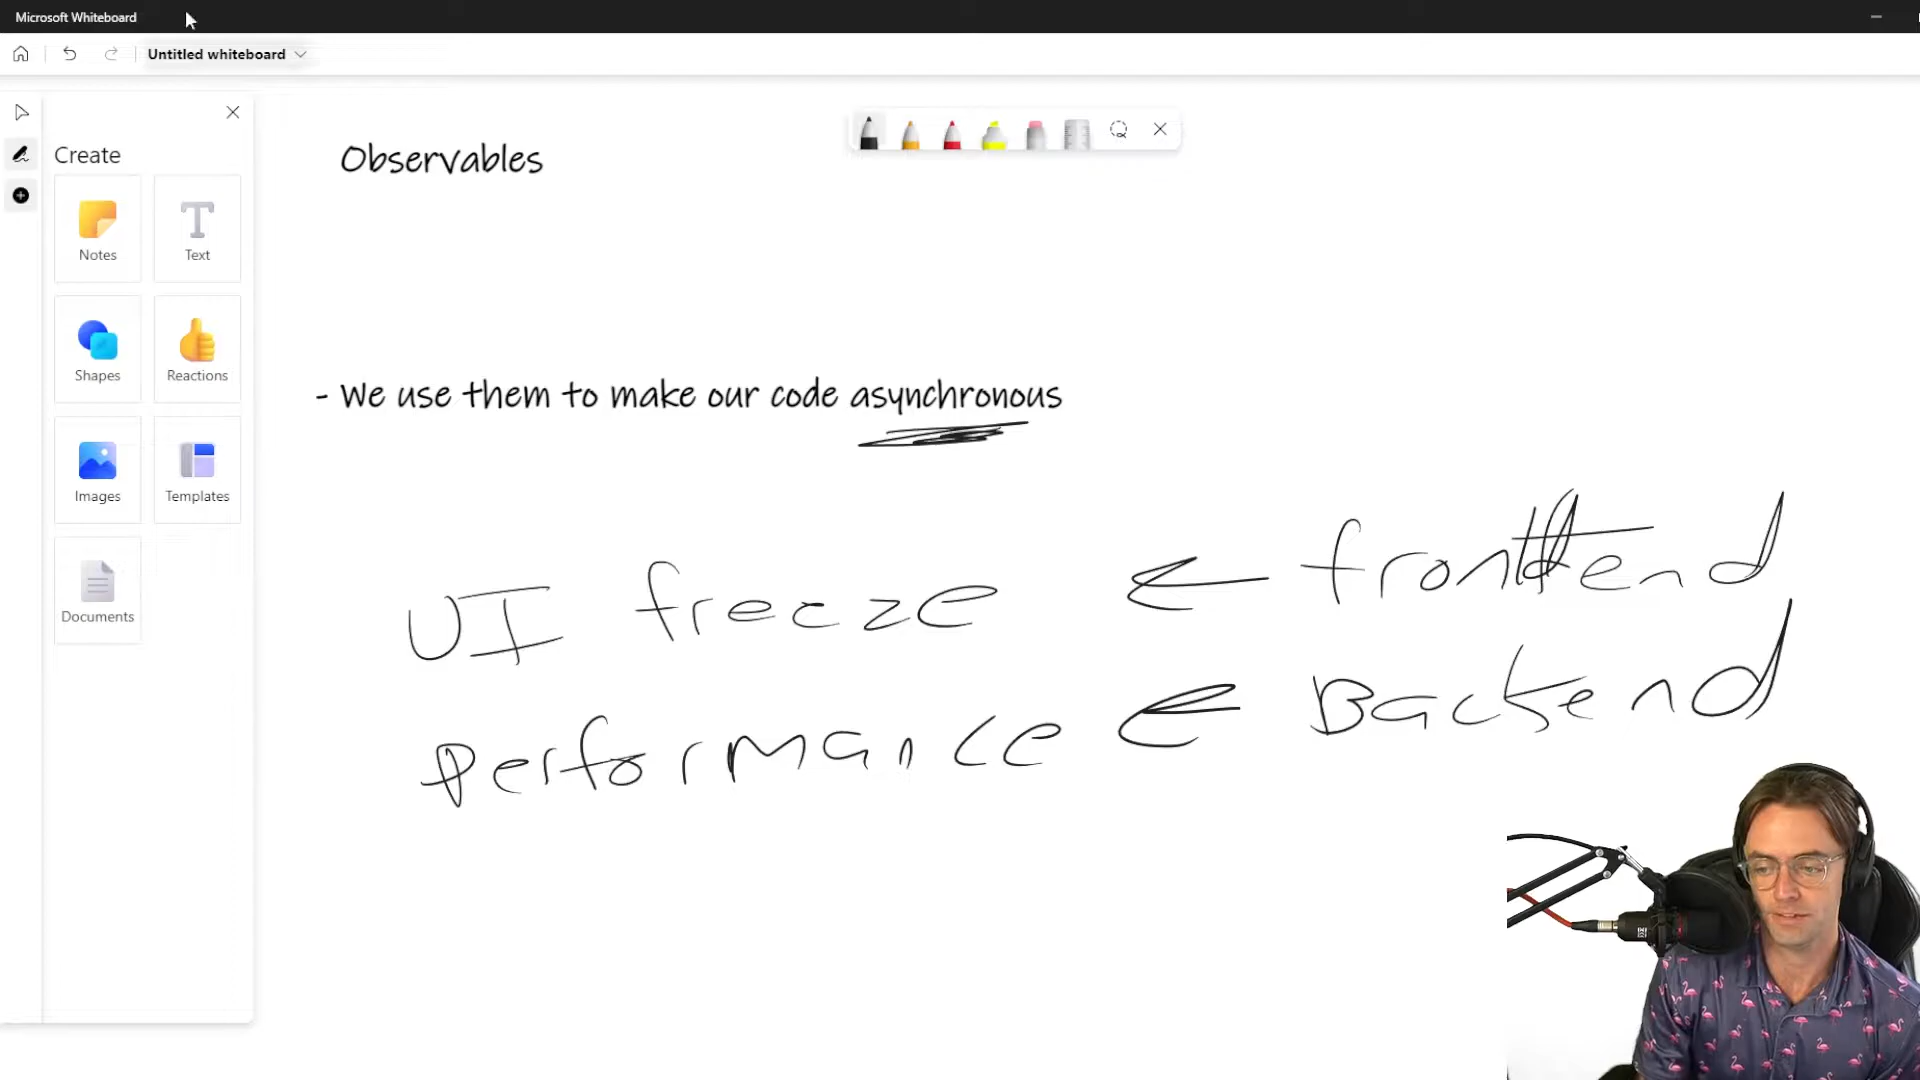 Microsoft Whiteboard
Untitled whiteboard
Create
Notes
Text
Shapes
Reactions
Images
Templates
Documents
Observables
- We use them to make our code asynchronous
UI freeze ← frontend
performance ← Backend